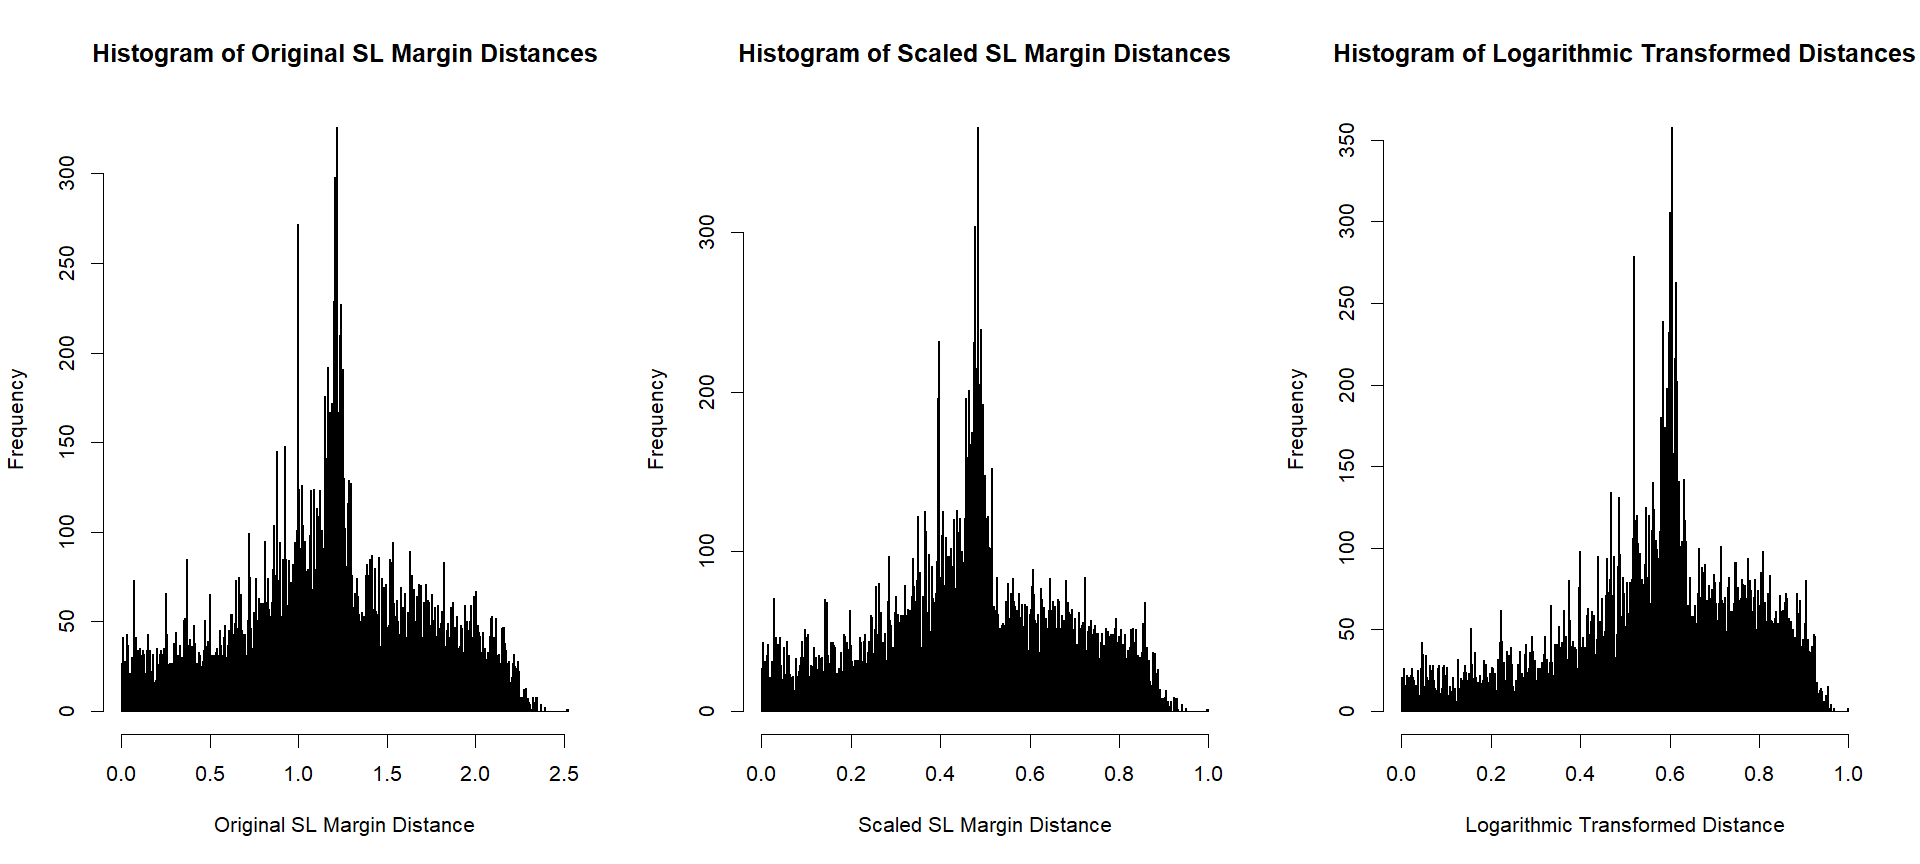 Histogram of Original SL Margin Distances
Frequency
0
50
100
150
200
250
300
0.0 0.5 1.0 1.5 2.0 2.5
Original SL Margin Distance
Histogram of Scaled SL Margin Distances
Frequency
0
100
200
300
0.0 0.2 0.4 0.6 0.8 1.0
Scaled SL Margin Distance
Histogram of Logarithmic Transformed Distances
Frequency
0
50
100
150
200
250
300
350
0.0 0.2 0.4 0.6 0.8 1.0
Logarithmic Transformed Distance